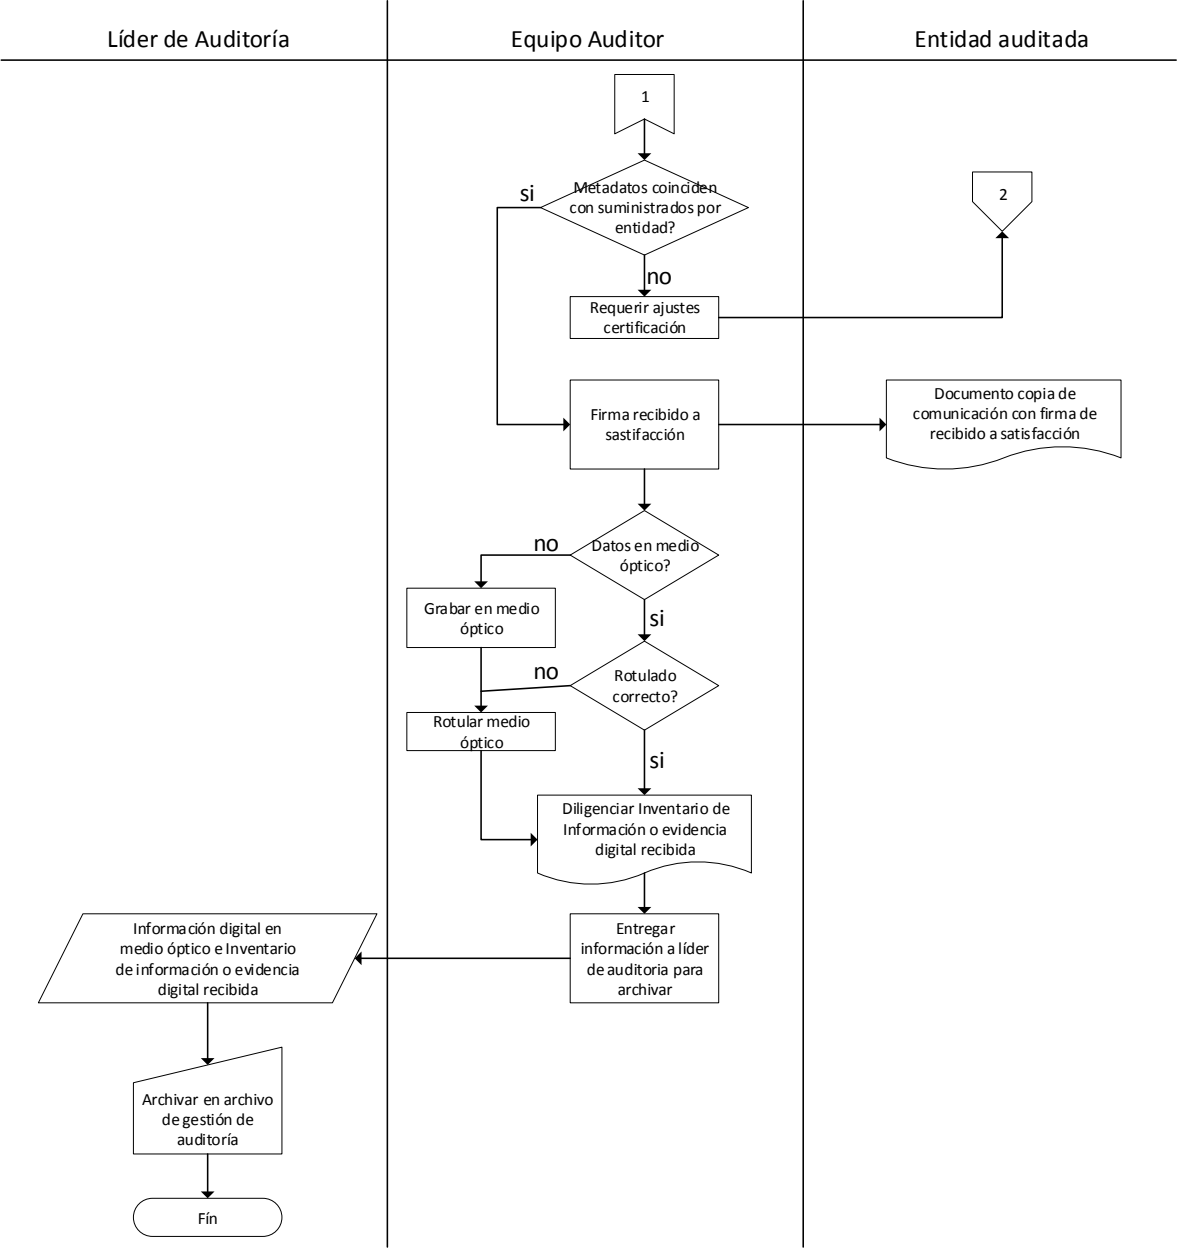 Líder de Auditoría
Equipo Auditor
Entidad auditada
1
Metadatos coinciden
con suministrados por
entidad?
si
2
no
Requerir ajustes
certificación
Firma recibido a
sastifacción
Documento copia de
comunicación con firma de
recibido a satisfacción
Datos en medio
óptico?
no
Grabar en medio
óptico
si
Rotulado
correcto?
no
Rotular medio
óptico
si
Diligenciar Inventario de
Información o evidencia
digital recibida
Entregar
información a líder
de auditoria para
archivar
Información digital en
medio óptico e Inventario
de información o evidencia
digital recibida
Archivar en archivo
de gestión de
auditoría
Fín